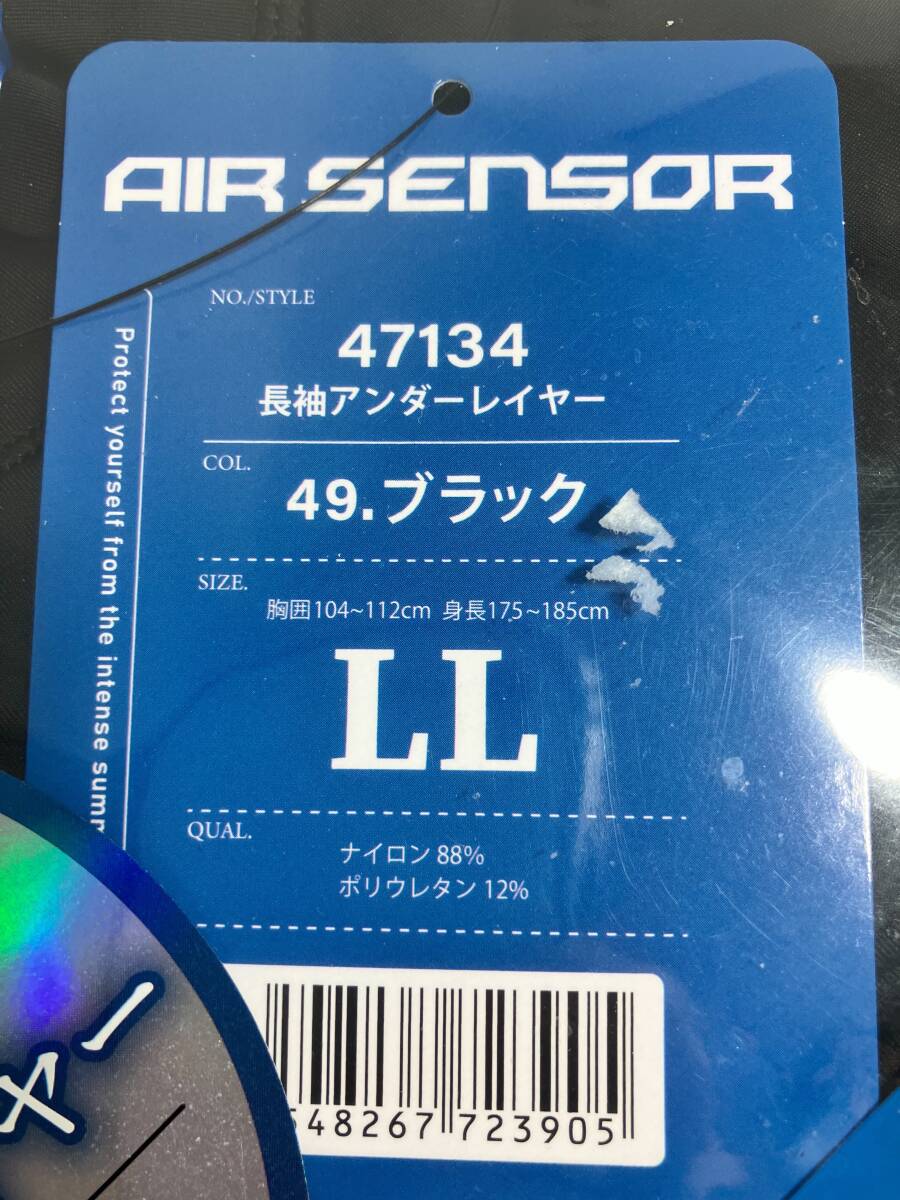 AIR SENSOR
NO./STYLE
47134
長袖アンダーレイヤー
COL.
49.ブラック
SIZE.
胸囲104~112cm 身長175~185cm
LL
QUAL.
ナイロン 88%
ポリウレタン 12%
Protect yourself from the intense
48267 723905